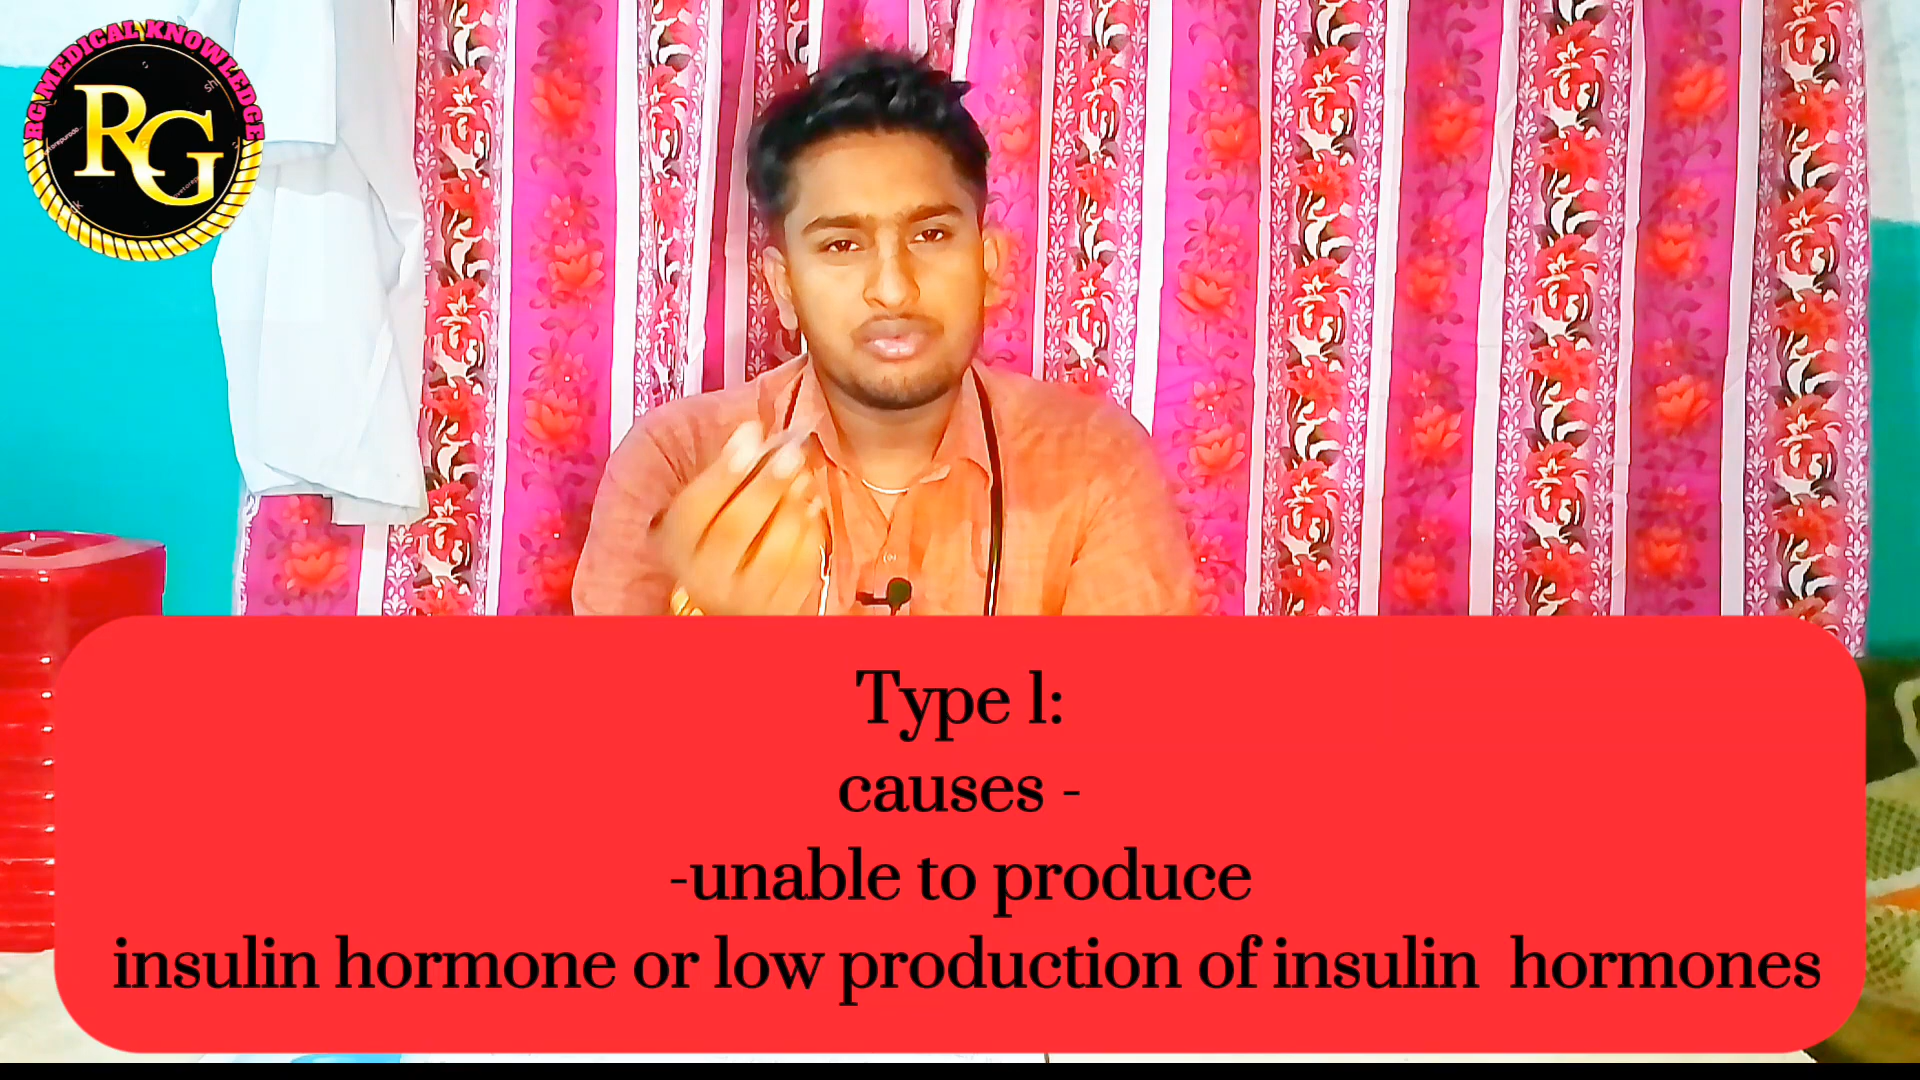 RG MEDICAL KNOWLEDGE
RG
Type 1:
causes -
-unable to produce
insulin hormone or low production of insulin  hormones